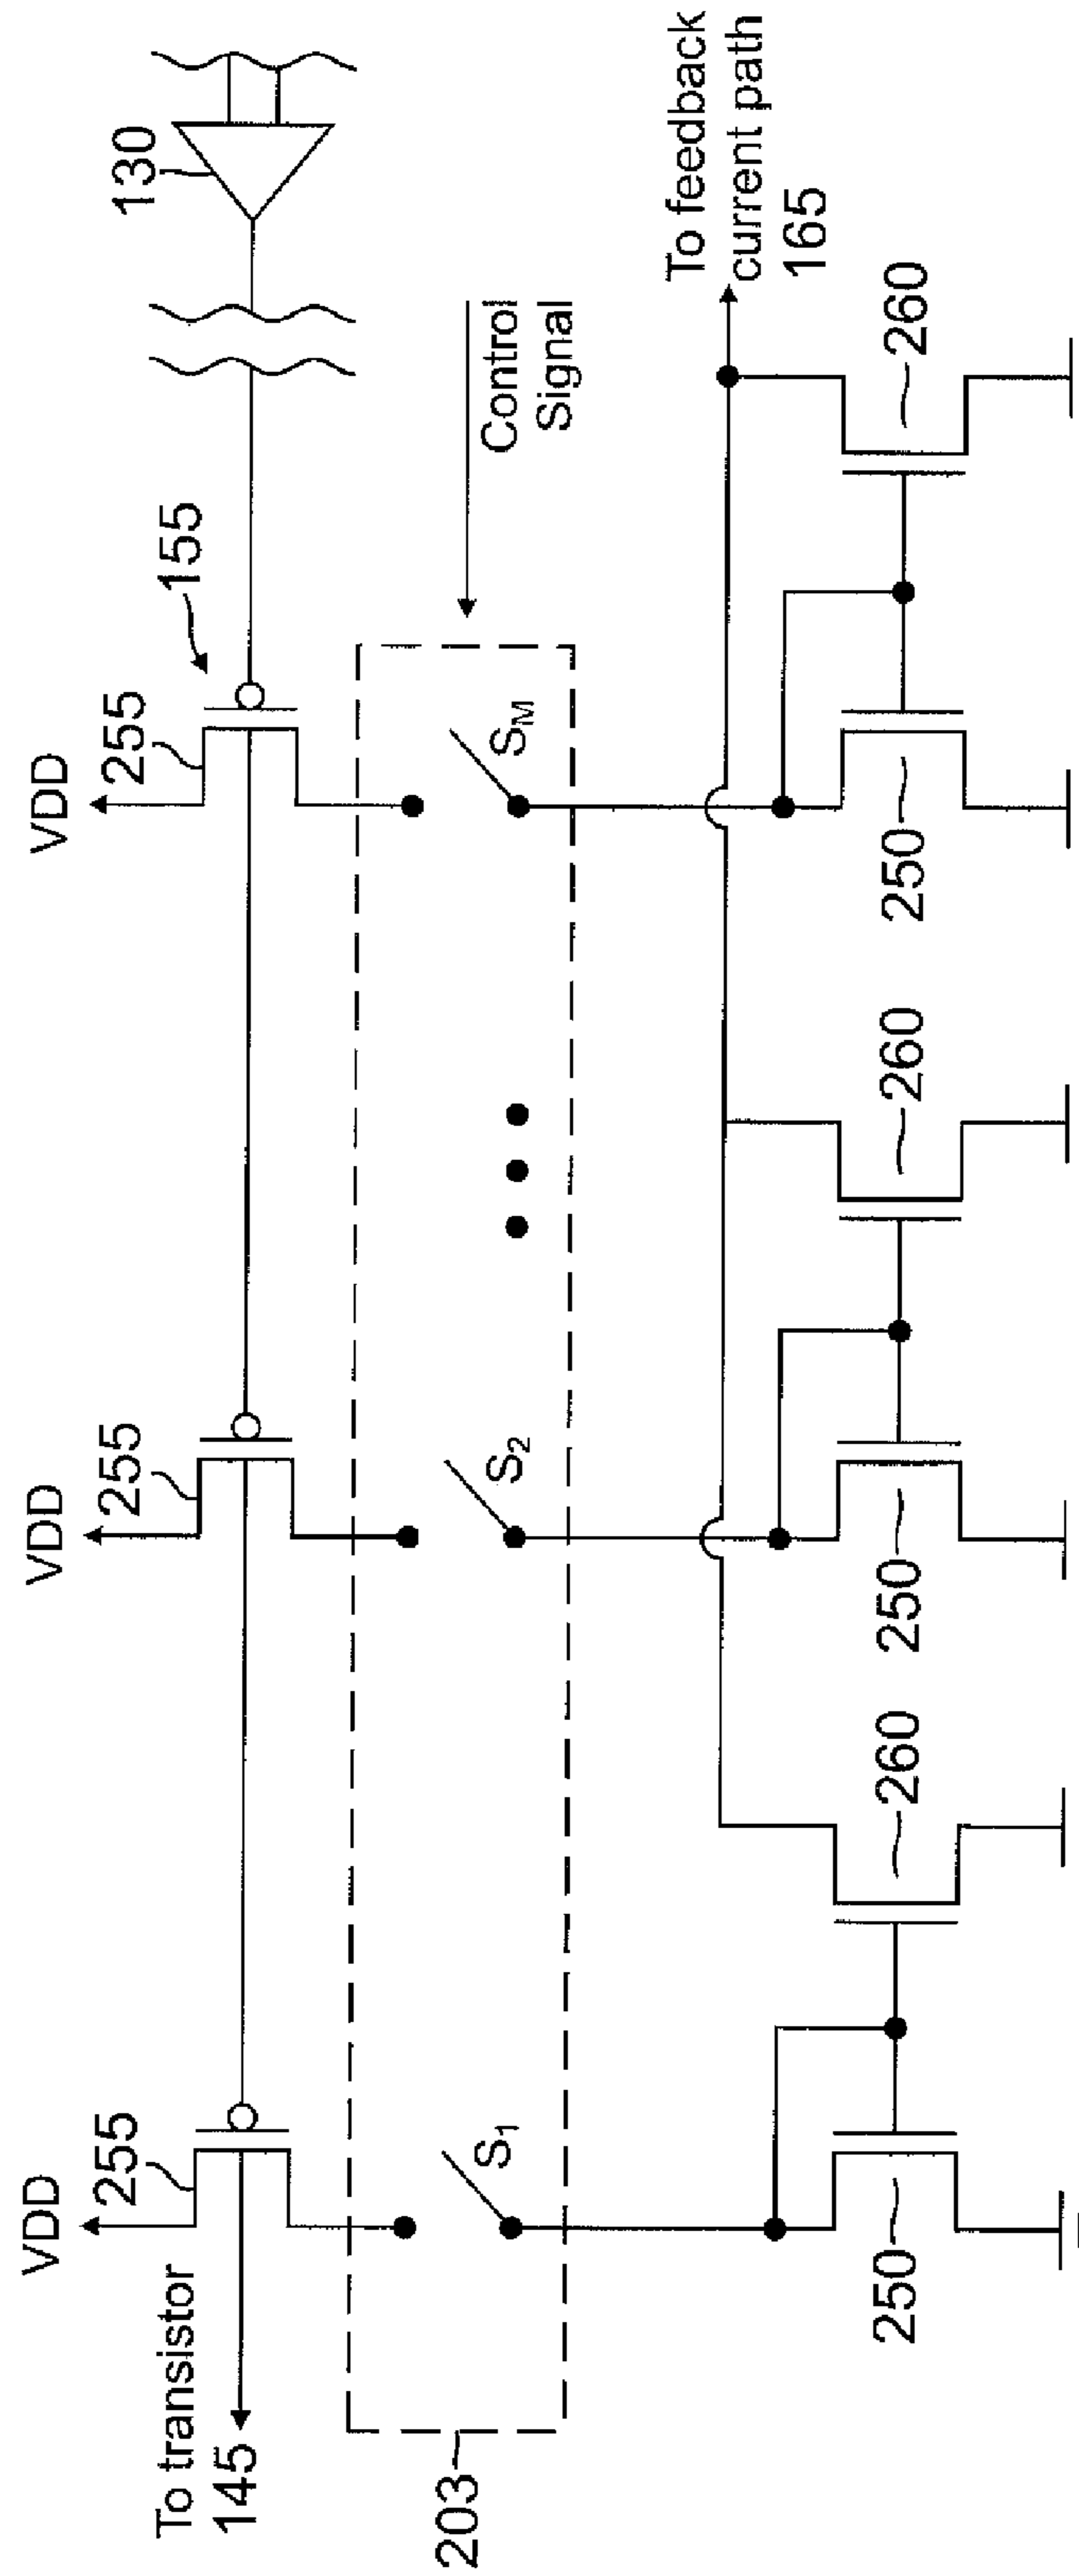 VDD
255
VDD
255
VDD
255
155
130
To transistor
145
Control
Signal
S1
S2
SM
203
To feedback
current path
165
250
260
250
260
250
260